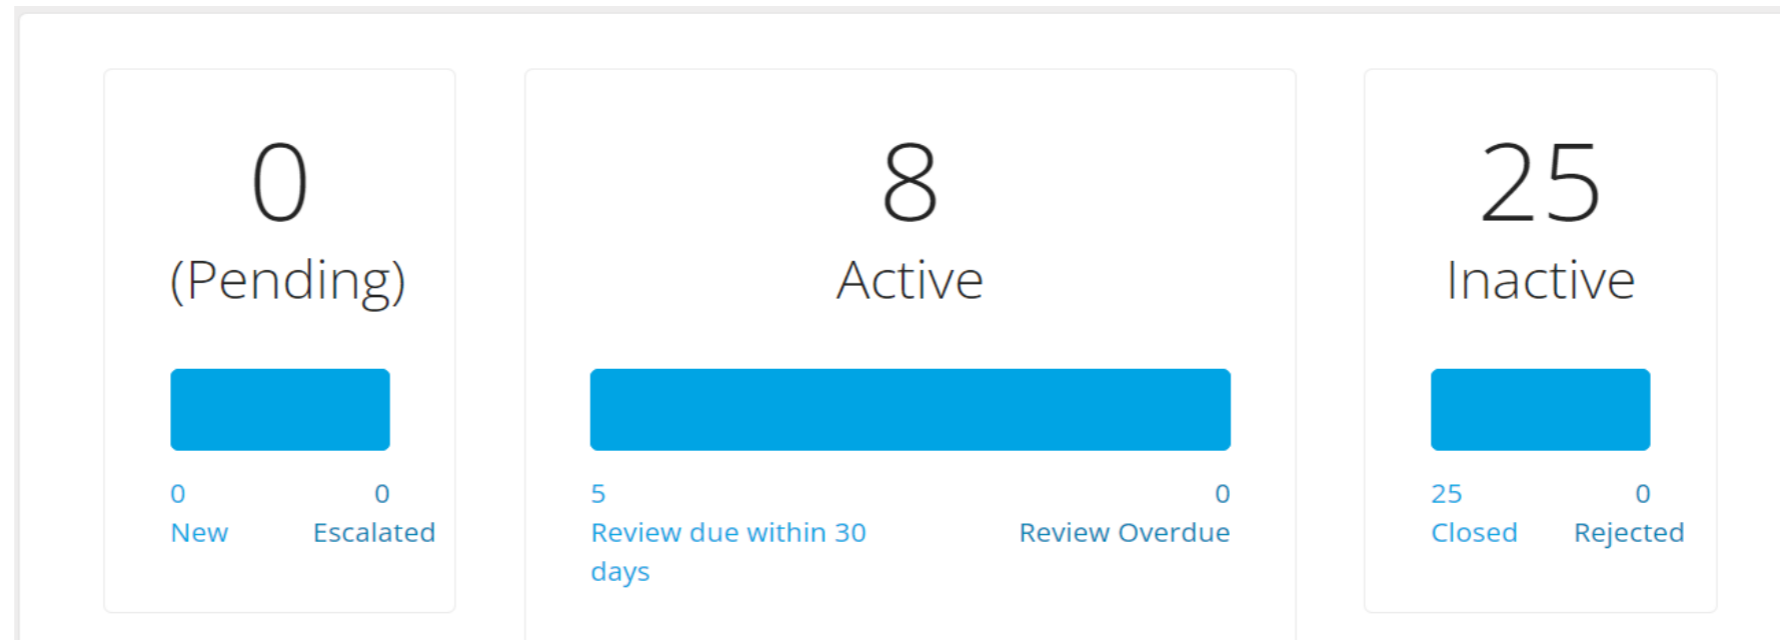 0
(Pending)
0 0
New Escalated
8
Active
5 0
Review due within 30 Review Overdue
days
25
Inactive
25 0
Closed Rejected